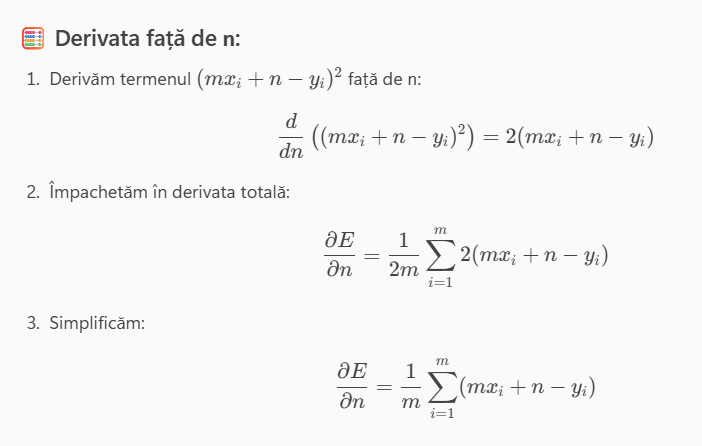 🧮 Derivata față de n:
1. Derivăm termenul $(mx_i + n - y_i)^2$ față de n:
$\frac{d}{dn}\left((mx_i + n - y_i)^2\right) = 2(mx_i + n - y_i)$
2. Împachetăm în derivata totală:
$\frac{\partial E}{\partial n} = \frac{1}{2m} \sum_{i=1}^{m} 2(mx_i + n - y_i)$
3. Simplificăm:
$\frac{\partial E}{\partial n} = \frac{1}{m} \sum_{i=1}^{m} (mx_i + n - y_i)$